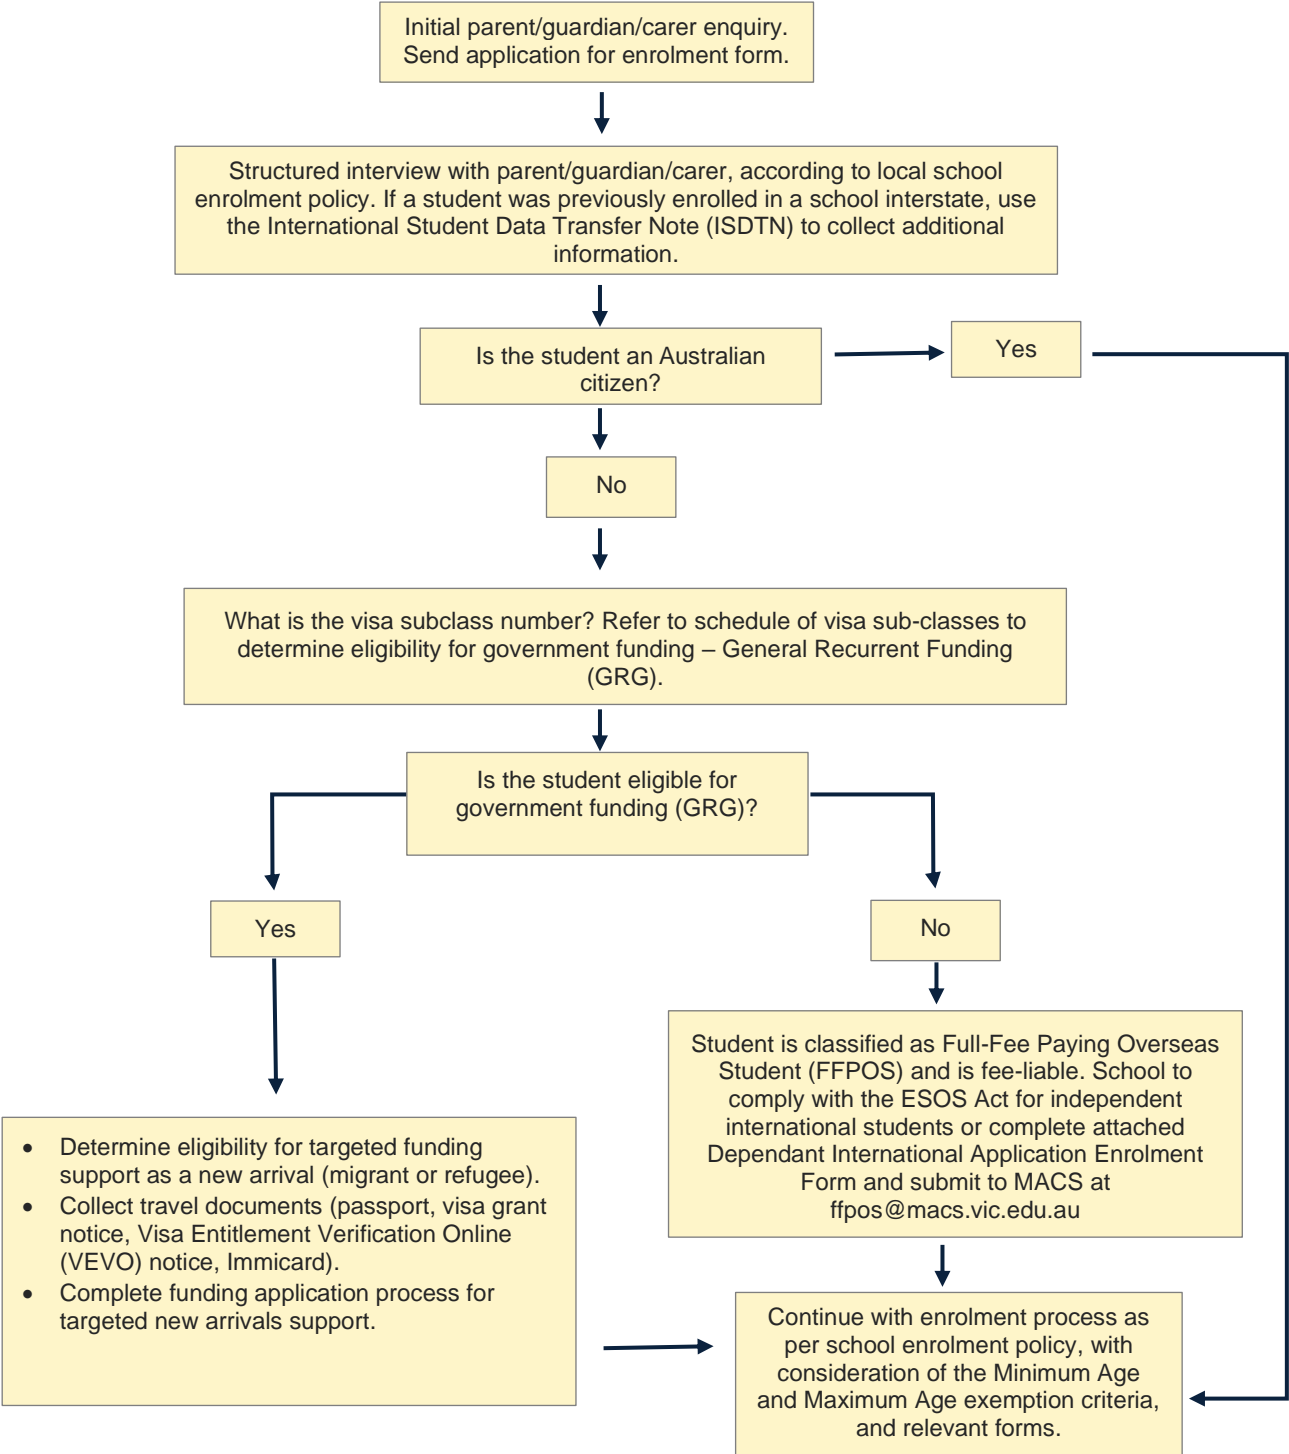 Initial parent/guardian/carer enquiry.
Send application for enrolment form.
Structured interview with parent/guardian/carer, according to local school
enrolment policy. If a student was previously enrolled in a school interstate, use
the International Student Data Transfer Note (ISDTN) to collect additional
information.
Is the student an Australian
citizen?
Yes
No
What is the visa subclass number? Refer to schedule of visa sub-classes to
determine eligibility for government funding – General Recurrent Funding
(GRG).
Is the student eligible for
government funding (GRG)?
Yes
No
Student is classified as Full-Fee Paying Overseas
Student (FFPOS) and is fee-liable. School to
comply with the ESOS Act for independent
international students or complete attached
Dependant International Application Enrolment
Form and submit to MACS at
ffpos@macs.vic.edu.au
• Determine eligibility for targeted funding
support as a new arrival (migrant or refugee).
• Collect travel documents (passport, visa grant
notice, Visa Entitlement Verification Online
(VEVO) notice, Immicard).
• Complete funding application process for
targeted new arrivals support.
Continue with enrolment process as
per school enrolment policy, with
consideration of the Minimum Age
and Maximum Age exemption criteria,
and relevant forms.